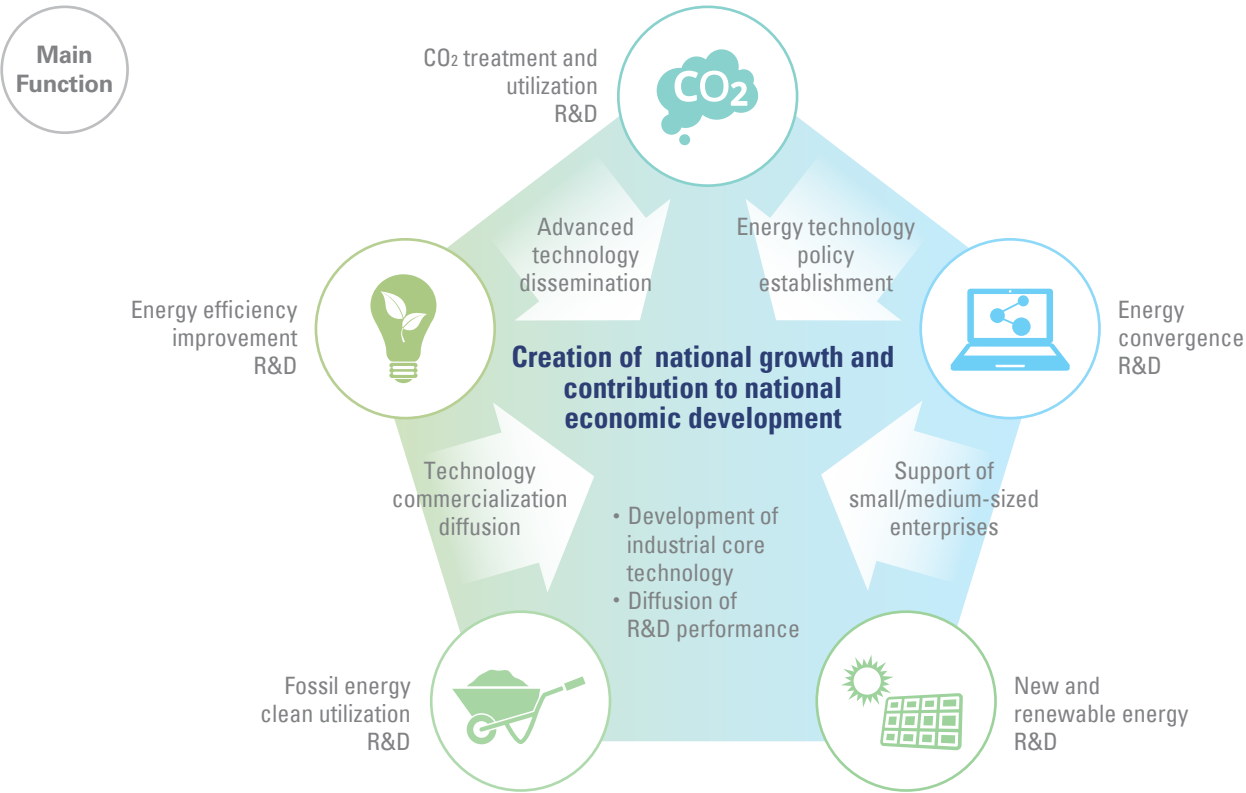 Main
Function
CO2 treatment and
utilization
R&D
CO2
Advanced
technology
dissemination
Energy technology
policy
establishment
Energy efficiency
improvement
R&D
Energy
convergence
R&D
Creation of national growth and
contribution to national
economic development
Technology
commercialization
diffusion
Support of
small/medium-sized
enterprises
• Development of
industrial core
technology
• Diffusion of
R&D performance
Fossil energy
clean utilization
R&D
New and
renewable energy
R&D